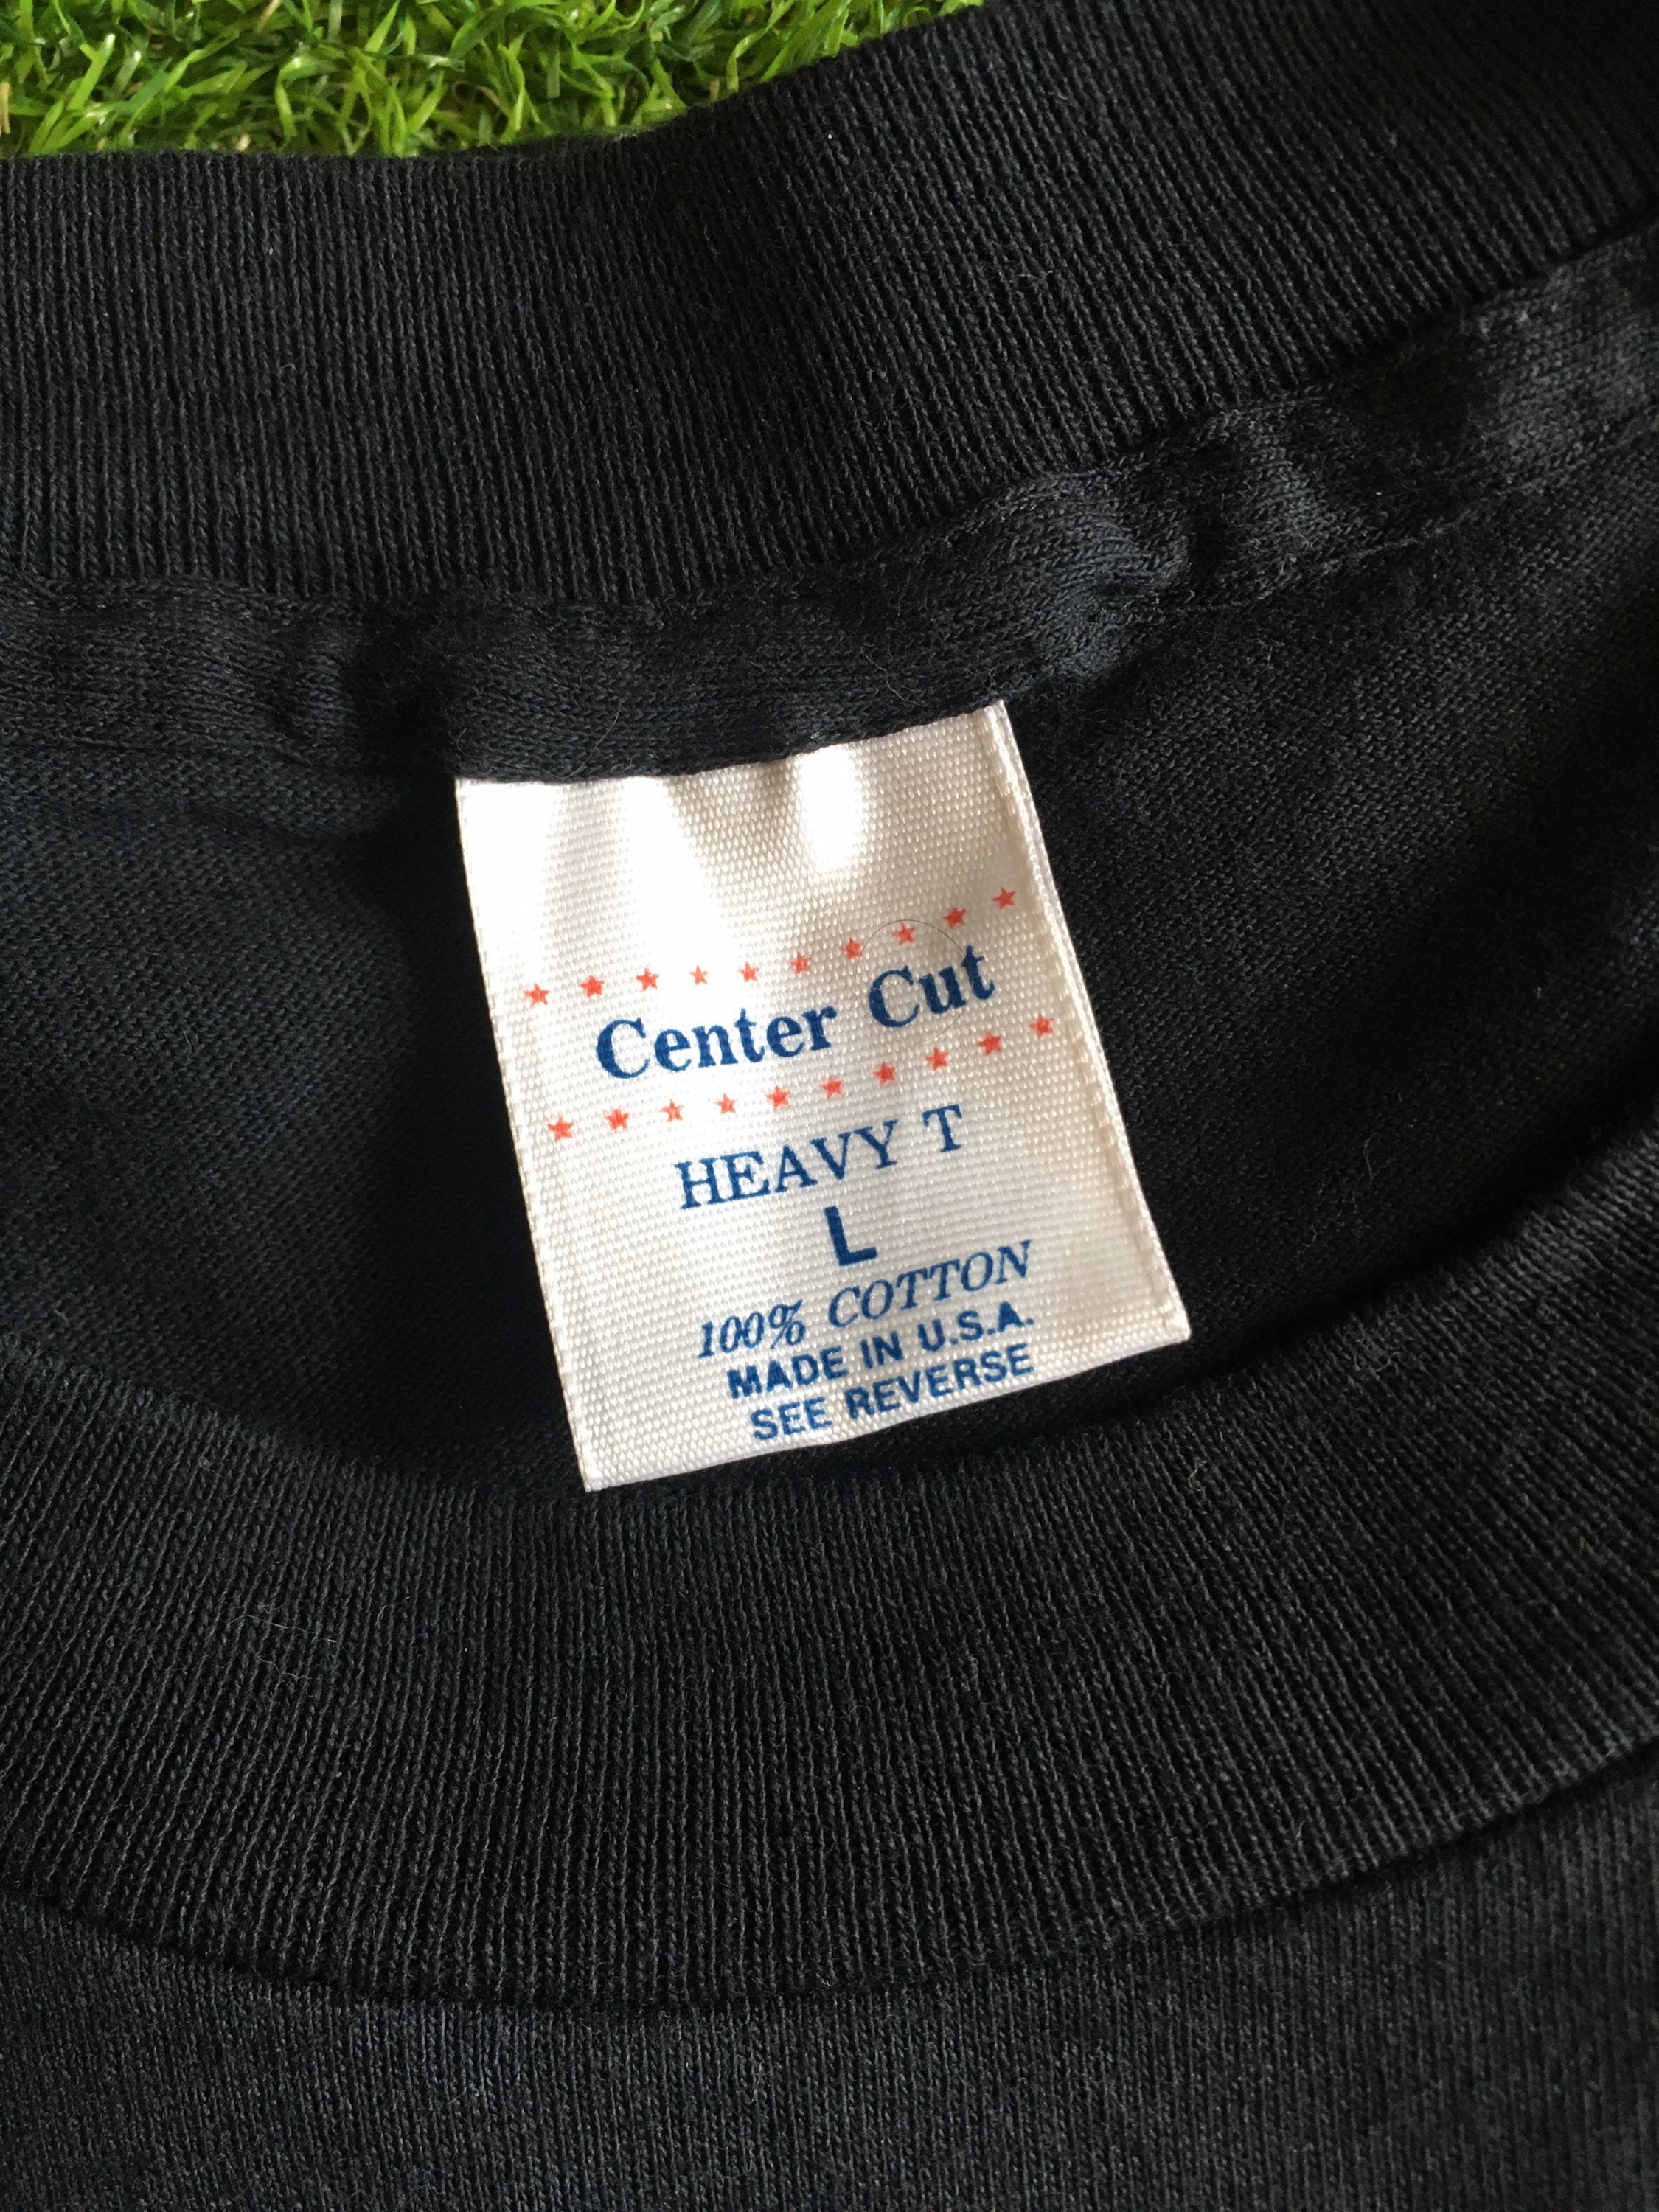 Center Cut
HEAVY T
L
100% COTTON
MADE IN U.S.A.
SEE REVERSE